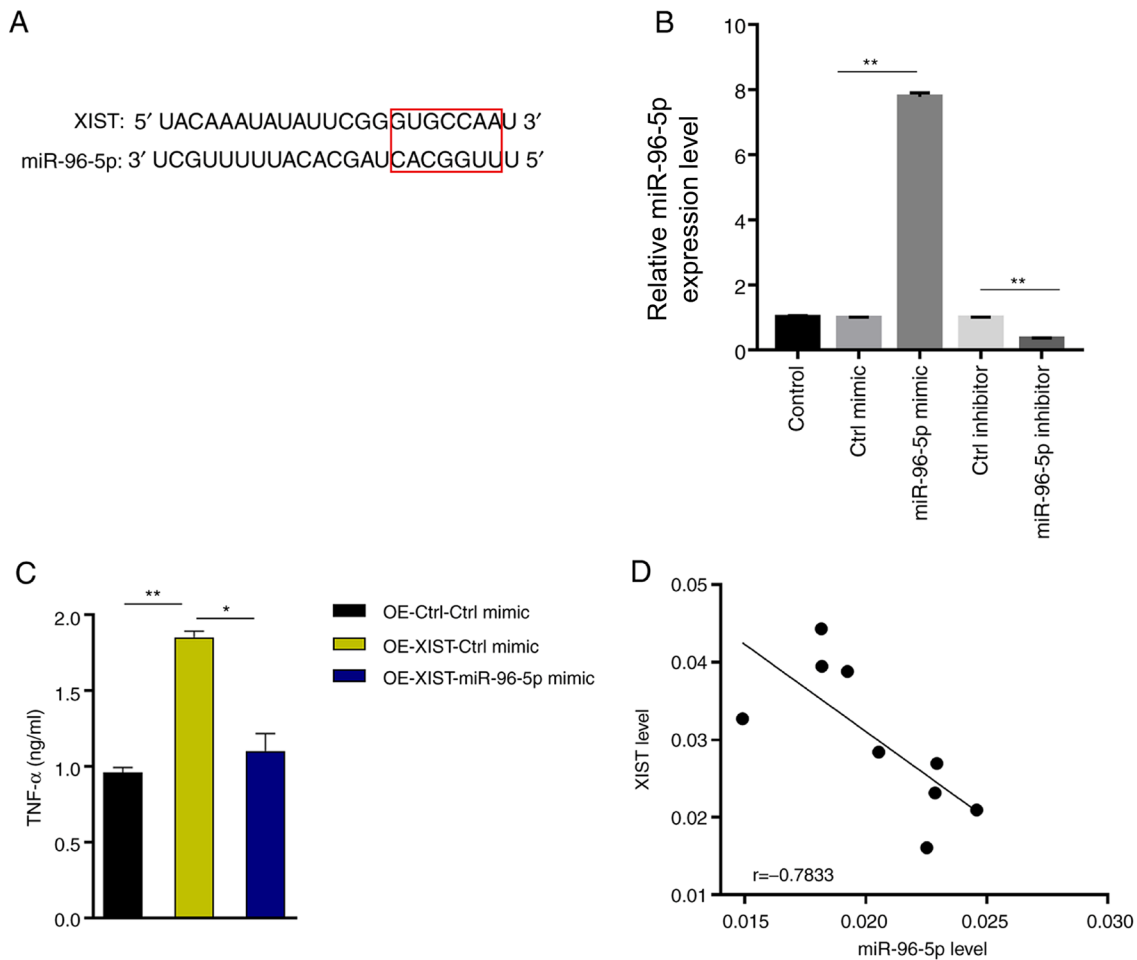 A
XIST: 5′ UACAAAUAUAUUCGGGUGCCAAU 3′
miR-96-5p: 3′ UCGUUUUUACACGAUCACGGUUU 5′
B
Relative miR-96-5p
expression level
10
8
6
4
2
0
**
**
Control
Ctrl mimic
miR-96-5p mimic
Ctrl inhibitor
miR-96-5p inhibitor
C
TNF-α (ng/ml)
2.0
1.5
1.0
0.5
0.0
**
*
OE-Ctrl-Ctrl mimic
OE-XIST-Ctrl mimic
OE-XIST-miR-96-5p mimic
D
XIST level
0.05
0.04
0.03
0.02
0.01
r=−0.7833
0.015 0.020 0.025 0.030
miR-96-5p level